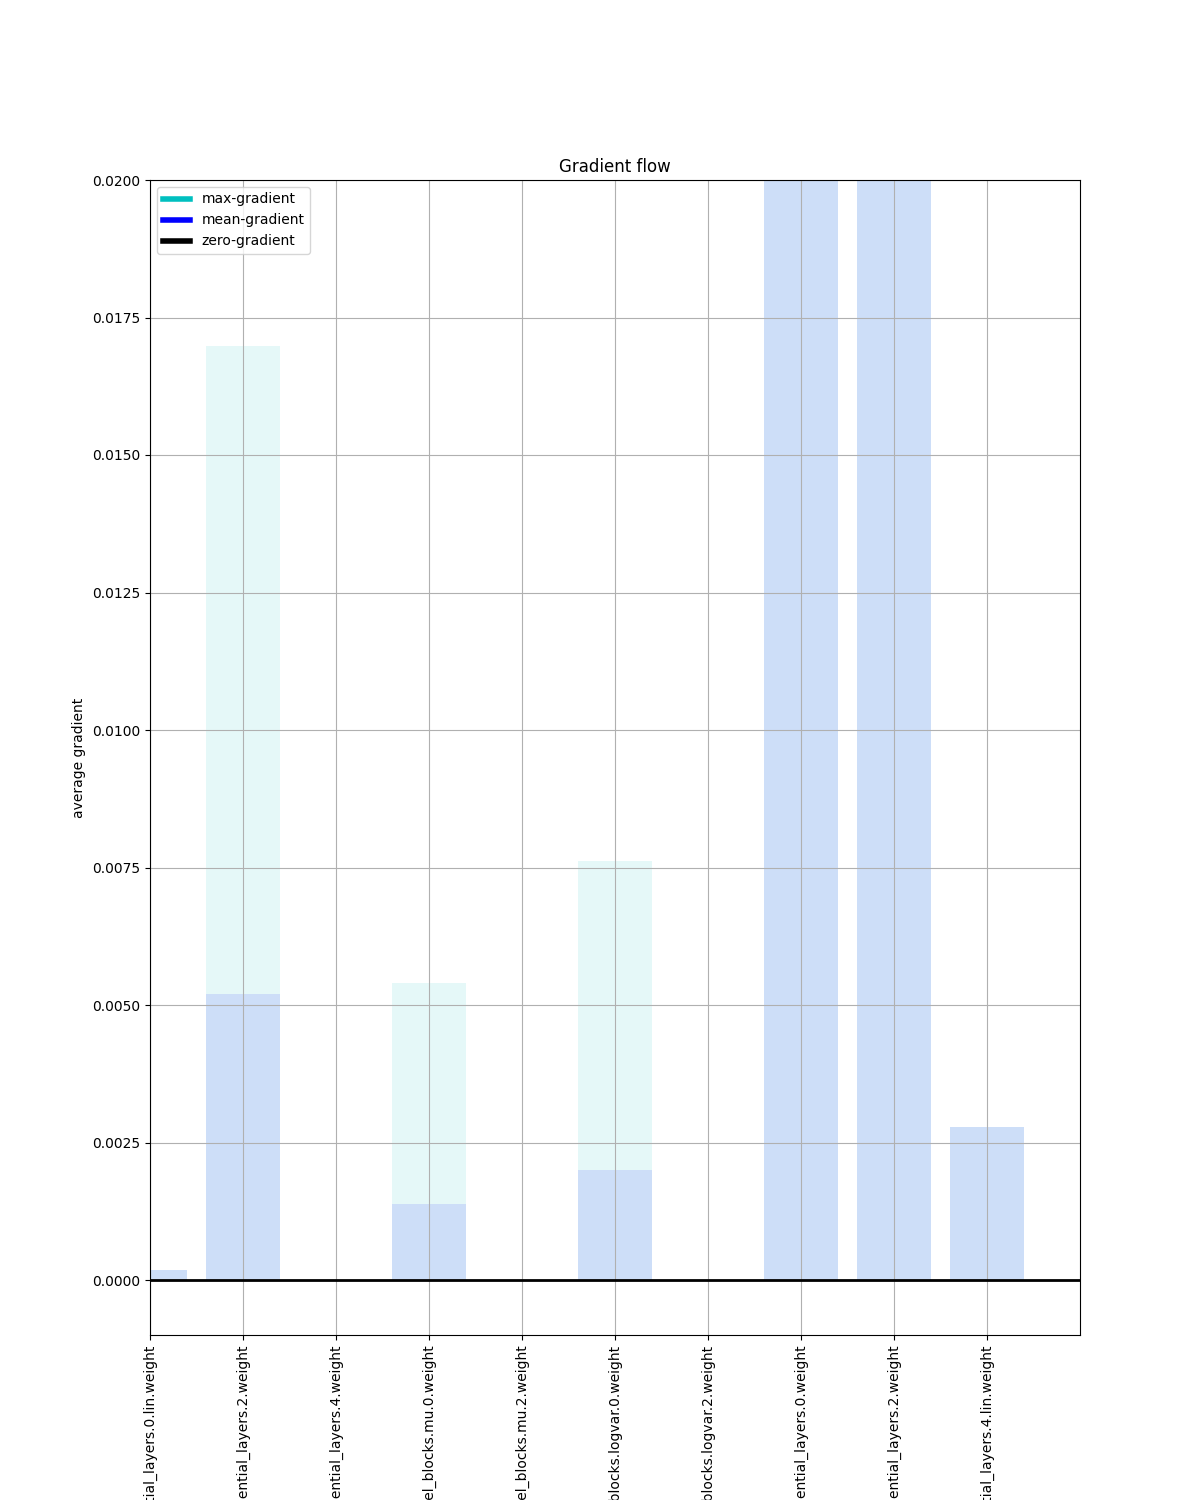 Gradient flow
max-gradient
mean-gradient
zero-gradient
0.0200
0.0175
0.0150
0.0125
0.0100
0.0075
0.0050
0.0025
0.0000
average gradient
tial_layers.0.lin.weight
ential_layers.2.weight
ential_layers.4.weight
el_blocks.mu.0.weight
el_blocks.mu.2.weight
blocks.logvar.0.weight
blocks.logvar.2.weight
ential_layers.0.weight
ential_layers.2.weight
tial_layers.4.lin.weight